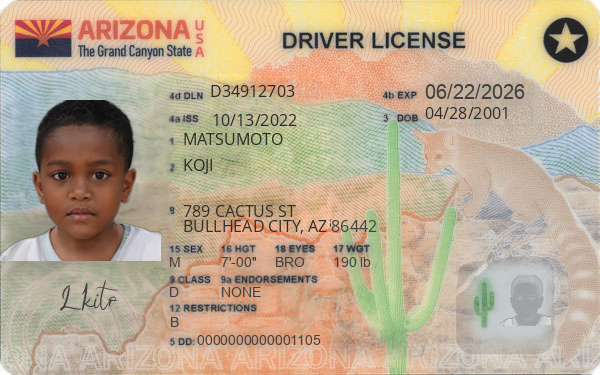 ARIZONA USA
The Grand Canyon State
DRIVER LICENSE
4d DLN D34912703
4b EXP 06/22/2026
4a ISS 10/13/2022
3 DOB 04/28/2001
1 MATSUMOTO
2 KOJI
8 789 CACTUS ST
BULLHEAD CITY, AZ 86442
15 SEX 16 HGT 18 EYES 17 WGT
M 7'-00" BRO 190 lb
9 CLASS 9a ENDORSEMENTS
D NONE
12 RESTRICTIONS
B
5 DD: 0000000000001105
Lkito
ARIZONA ARIZONA ARIZONA ARIZONA